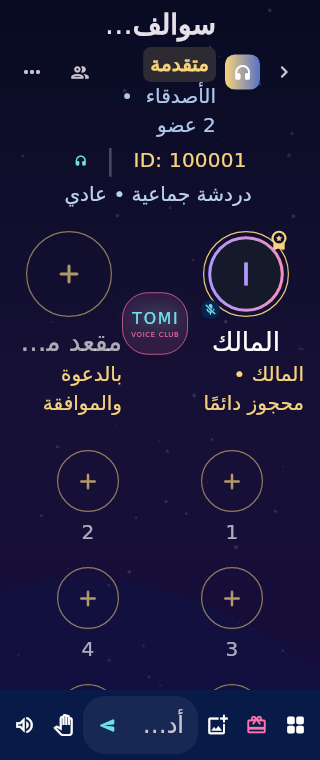 سوالف...
متقدمة
الأصدقاء •
2 عضو
ID: 100001
دردشة جماعية • عادي
المالك
المالك •
محجوز دائمًا
TOMI
VOICE CLUB
مقعد م...
بالدعوة
والموافقة
1
2
3
4
أد...